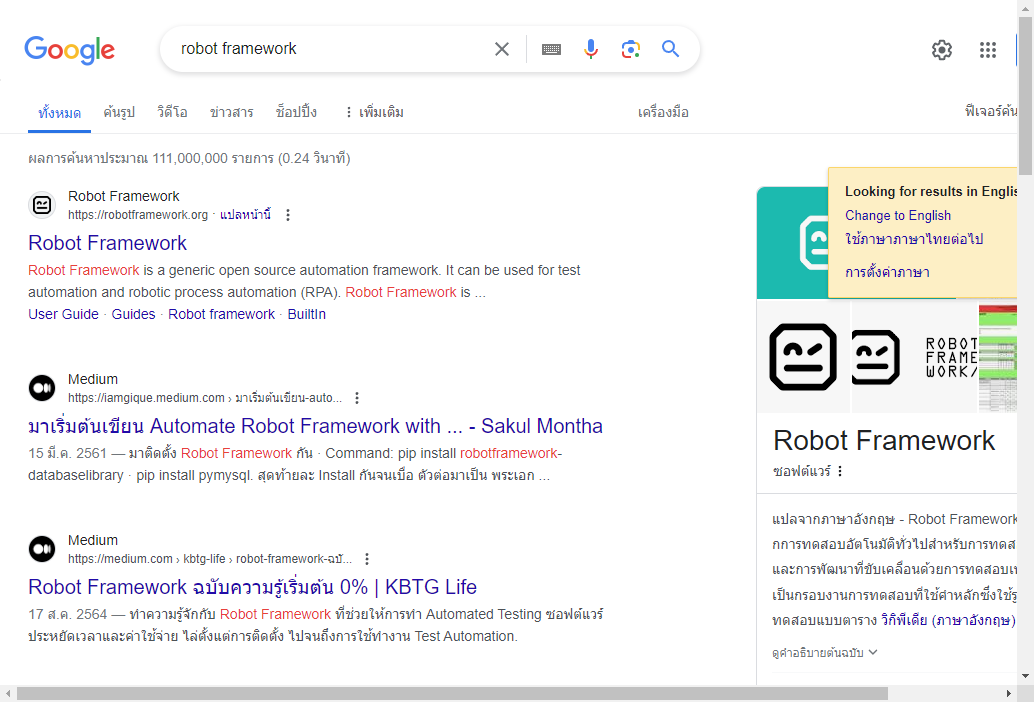 Google
robot framework
ทั้งหมด ค้นรูป วิดีโอ ข่าวสาร ช็อปปิ้ง เพิ่มเติม เครื่องมือ ฟีเจอร์ค้น
ผลการค้นหาประมาณ 111,000,000 รายการ (0.24 วินาที)
Robot Framework
https://robotframework.org · แปลหน้านี้
Robot Framework
Robot Framework is a generic open source automation framework. It can be used for test
automation and robotic process automation (RPA). Robot Framework is ...
User Guide · Guides · Robot framework · BuiltIn
Medium
https://iamgique.medium.com › มาเริ่มต้นเขียน-auto...
มาเริ่มต้นเขียน Automate Robot Framework with ... - Sakul Montha
15 มี.ค. 2561 — มาติดตั้ง Robot Framework กัน · Command: pip install robotframework-
databaselibrary · pip install pymysql. สุดท้ายละ Install กันจนเบื่อ ตัวต่อมาเป็น พระเอก ...
Medium
https://medium.com › kbtg-life › robot-framework-ฉบั...
Robot Framework ฉบับความรู้เริ่มต้น 0% | KBTG Life
17 ส.ค. 2564 — ทำความรู้จักกับ Robot Framework ที่ช่วยให้การทำ Automated Testing ซอฟต์แวร์
ประหยัดเวลาและค่าใช้จ่าย ไล่ตั้งแต่การติดตั้ง ไปจนถึงการใช้ทำงาน Test Automation.
Looking for results in Englis
Change to English
ใช้ภาษาภาษาไทยต่อไป
การตั้งค่าภาษา
ROBOT
FRAME
WORK/
Robot Framework
ซอฟต์แวร์
แปลจากภาษาอังกฤษ - Robot Framework
กการทดสอบอัตโนมัติทั่วไปสำหรับการทดส
และการพัฒนาที่ขับเคลื่อนด้วยการทดสอบเ
เป็นกรอบงานการทดสอบที่ใช้คำหลักซึ่งใช้รู
ทดสอบแบบตาราง วิกิพีเดีย (ภาษาอังกฤษ)
ดูคำอธิบายต้นฉบับ